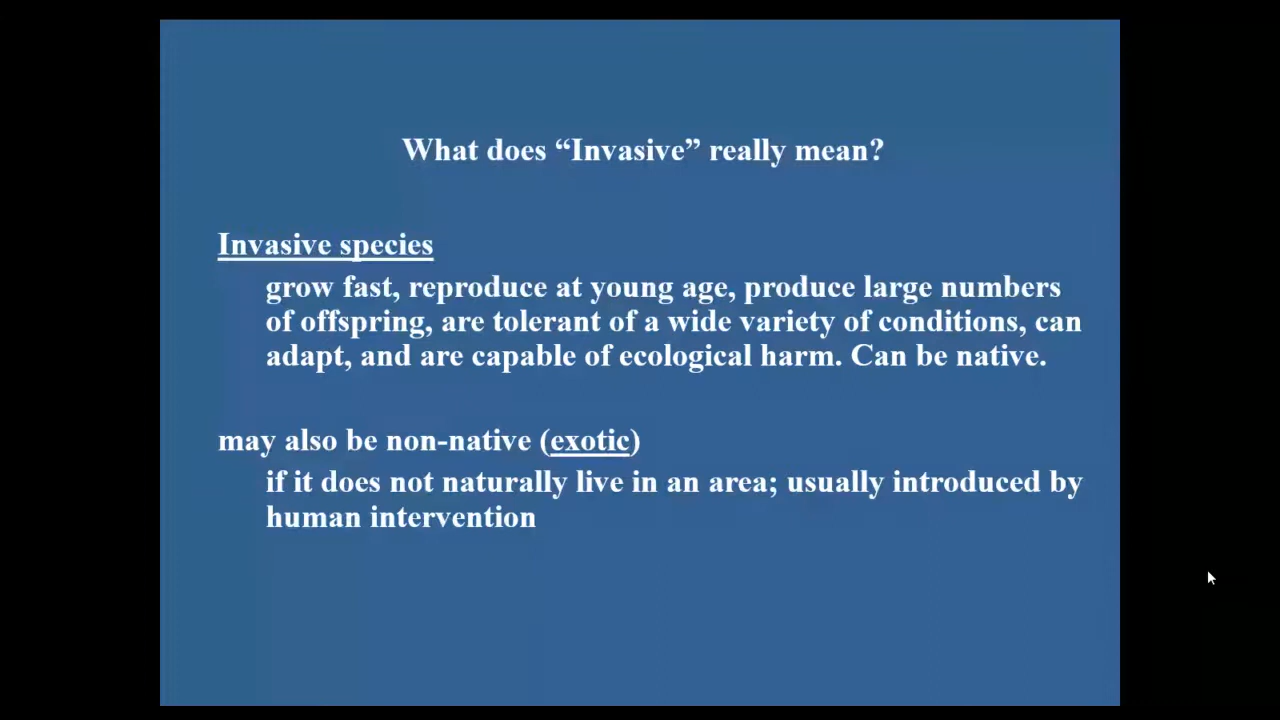 What does “Invasive” really mean?
Invasive species
grow fast, reproduce at young age, produce large numbers
of offspring, are tolerant of a wide variety of conditions, can
adapt, and are capable of ecological harm. Can be native.
may also be non-native (exotic)
if it does not naturally live in an area; usually introduced by
human intervention